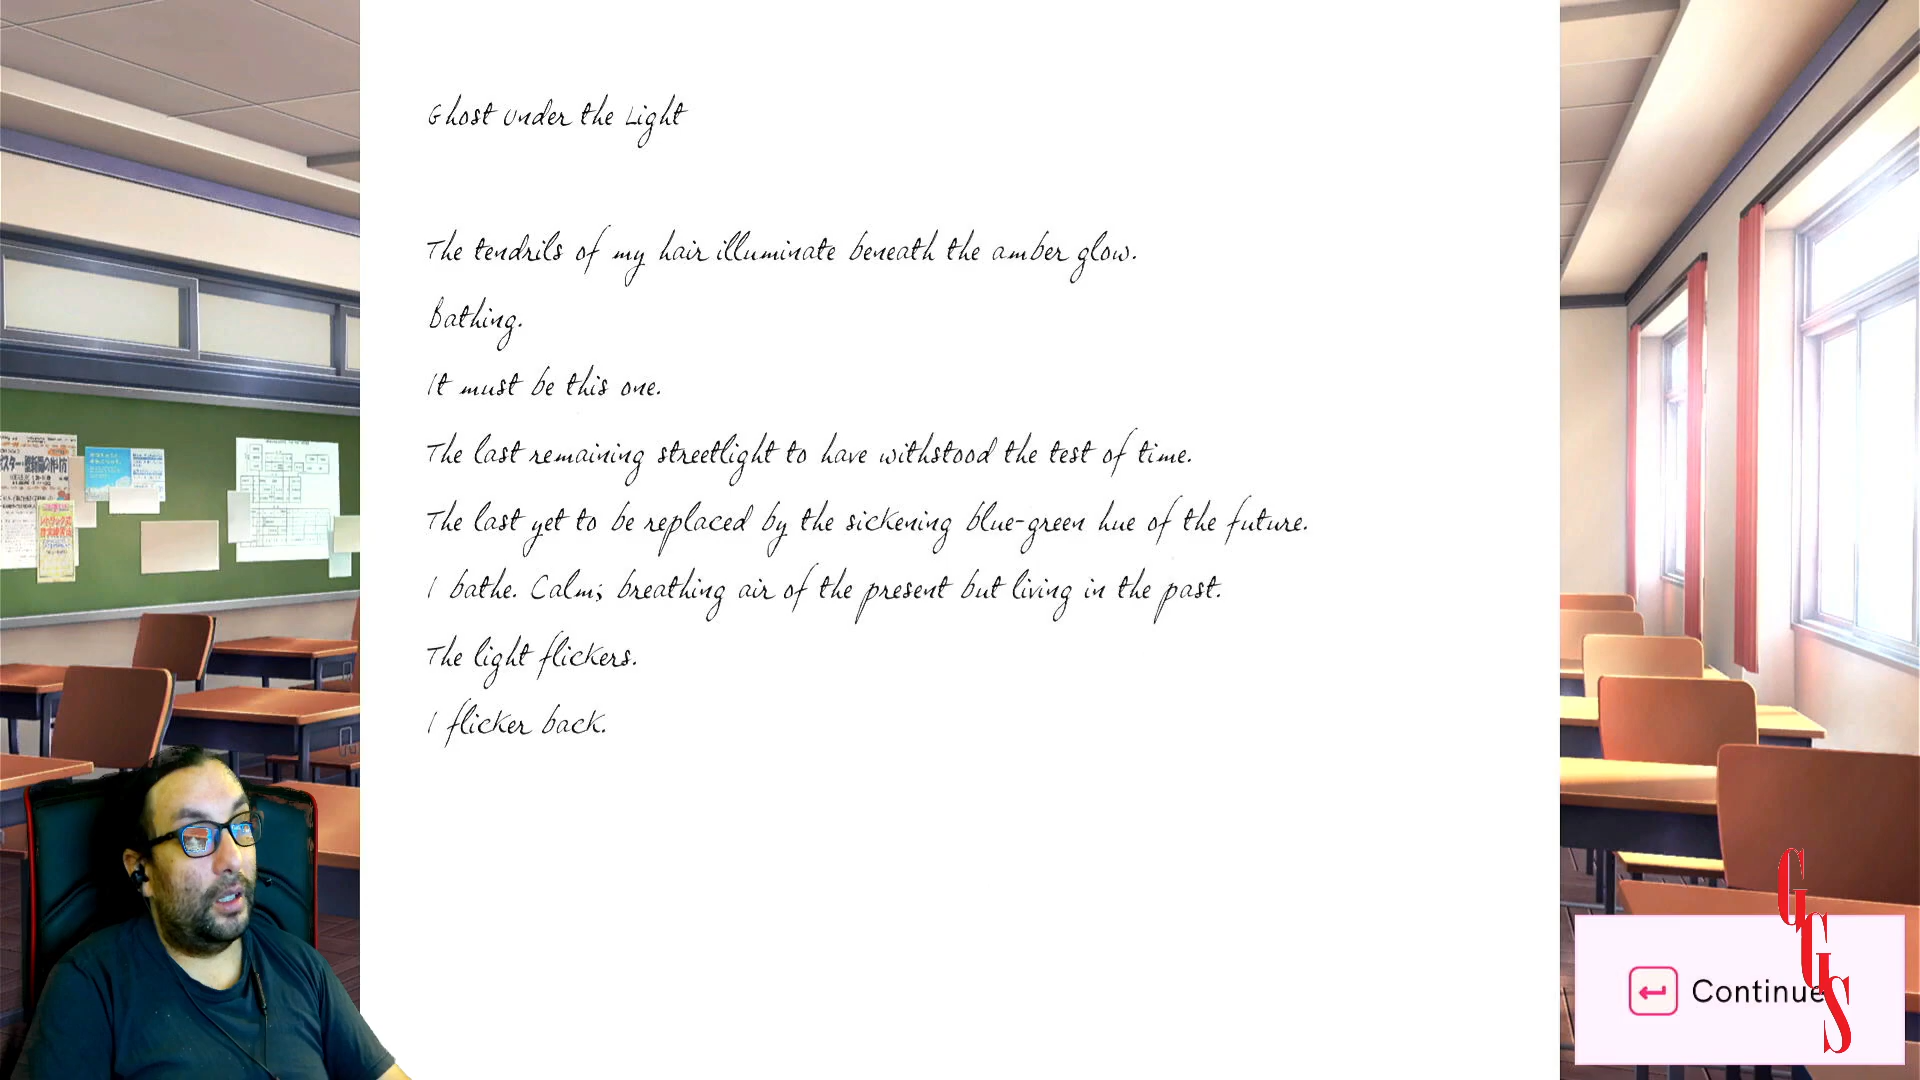 Ghost Under the Light
The tendrils of my hair illuminate beneath the amber glow.
Bathing.
It must be this one.
The last remaining streetlight to have withstood the test of time.
The last yet to be replaced by the sickening blue-green hue of the future.
I bathe. Calm; breathing air of the present but living in the past.
The light flickers.
I flicker back.
Continue
GGS